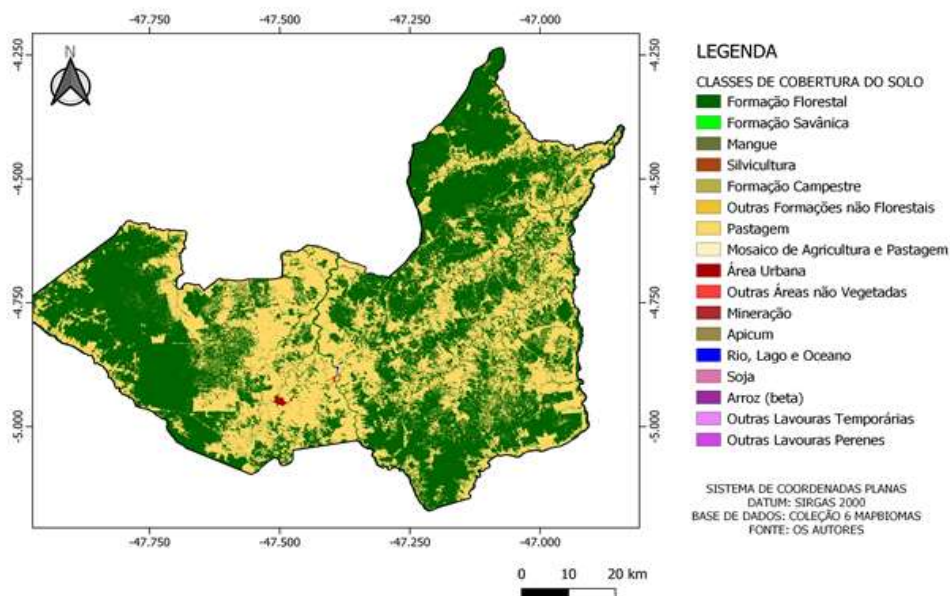 -47.750 -47.500 -47.250 -47.000
N
-4.250 -4.250
-4.500 -4.500
-4.750 -4.750
-5.000 -5.000
-47.750 -47.500 -47.250 -47.000
0 10 20 km
LEGENDA
CLASSES DE COBERTURA DO SOLO
Formação Florestal
Formação Savânica
Mangue
Silvicultura
Formação Campestre
Outras Formações não Florestais
Pastagem
Mosaico de Agricultura e Pastagem
Área Urbana
Outras Áreas não Vegetadas
Mineração
Apicum
Rio, Lago e Oceano
Soja
Arroz (beta)
Outras Lavouras Temporárias
Outras Lavouras Perenes
SISTEMA DE COORDENADAS PLANAS
DATUM: SIRGAS 2000
BASE DE DADOS: COLEÇÃO 6 MAPBIOMAS
FONTE: OS AUTORES